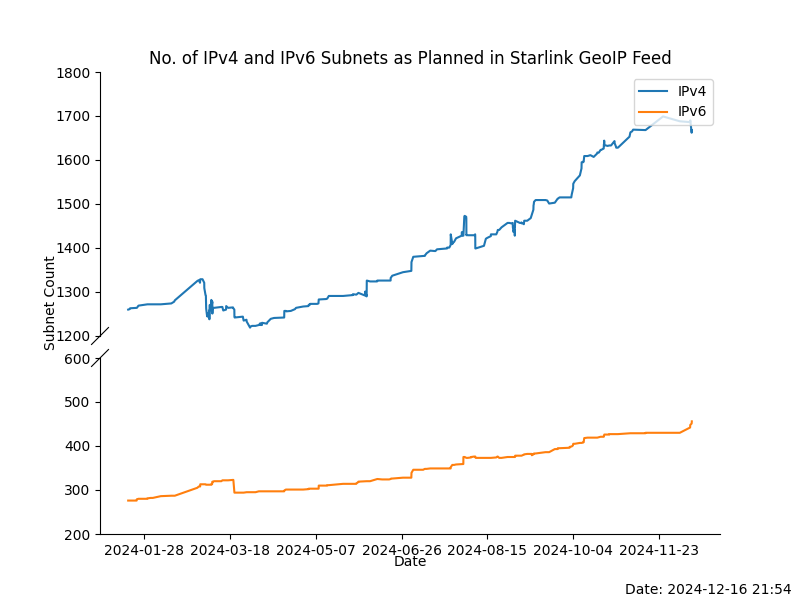 No. of IPv4 and IPv6 Subnets as Planned in Starlink GeoIP Feed
1800
1700
1600
1500
1400
1300
1200
600
500
400
300
200
IPv4
IPv6
Subnet Count
2024-01-28 2024-03-18 2024-05-07 2024-06-26 2024-08-15 2024-10-04 2024-11-23
Date
Date: 2024-12-16 21:54